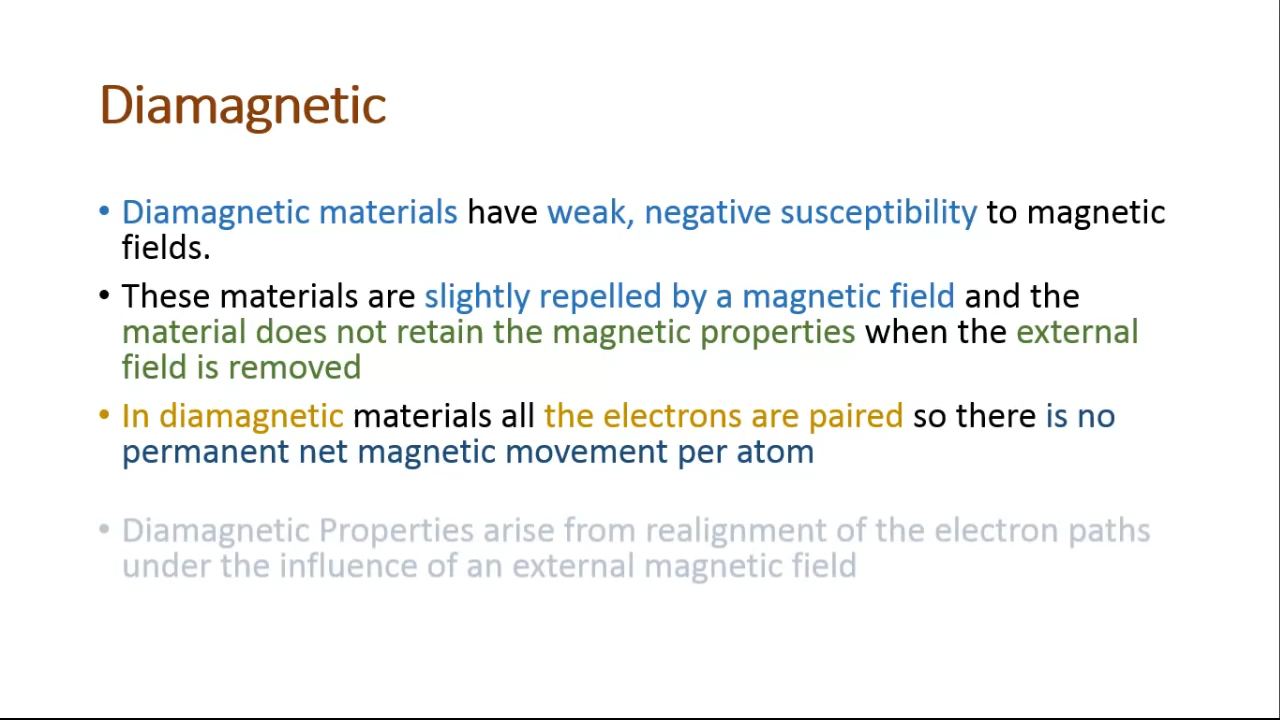 Diamagnetic
• Diamagnetic materials have weak, negative susceptibility to magnetic
fields.
• These materials are slightly repelled by a magnetic field and the
material does not retain the magnetic properties when the external
field is removed
• In diamagnetic materials all the electrons are paired so there is no
permanent net magnetic movement per atom
• Diamagnetic Properties arise from realignment of the electron paths
under the influence of an external magnetic field